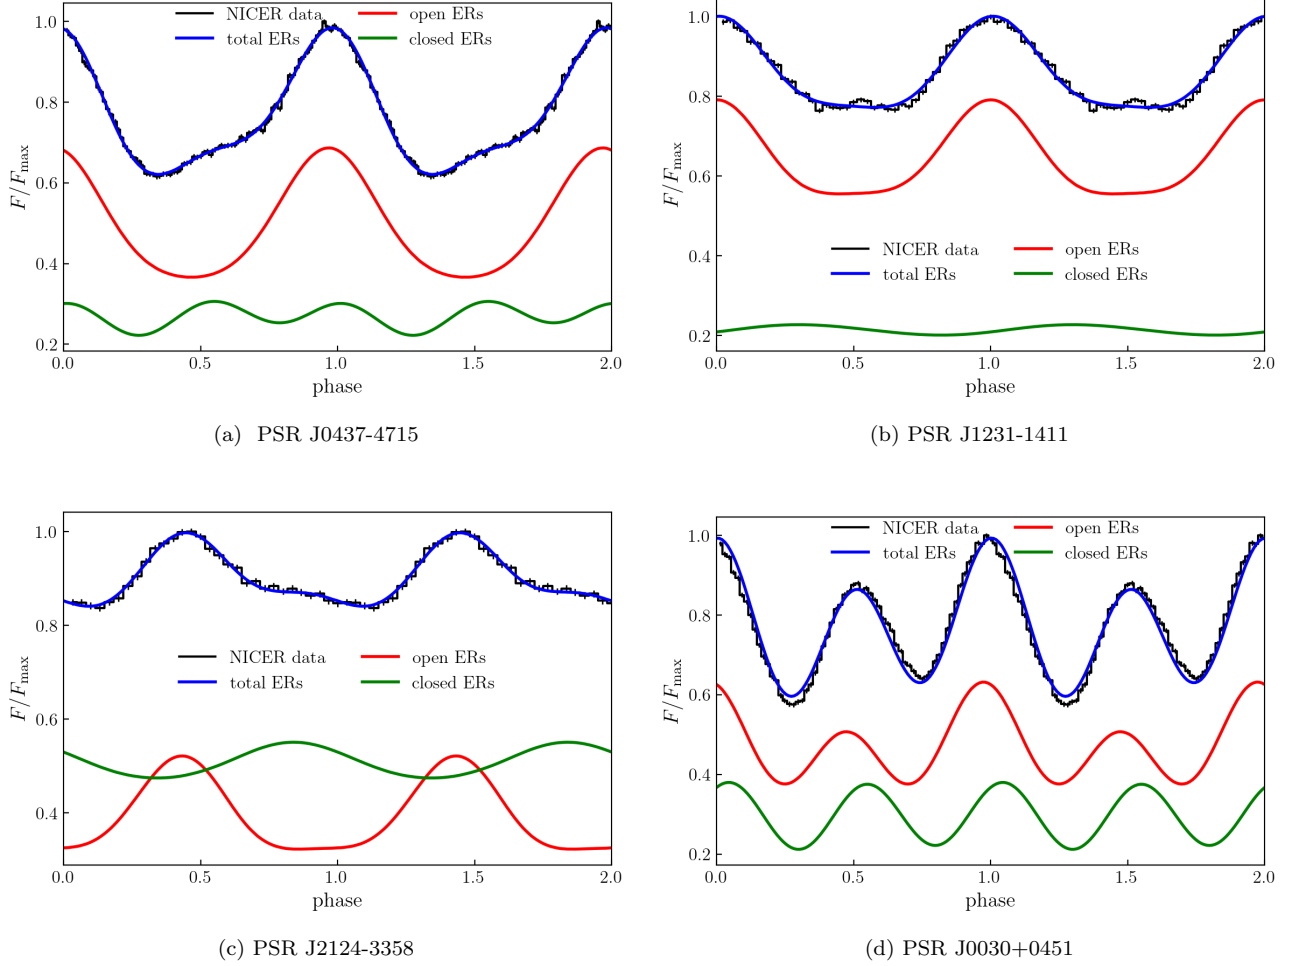 NICER data
total ERs
open ERs
closed ERs
1.0
0.8
0.6
0.4
0.2
F/F_max
0.0 0.5 1.0 1.5 2.0
phase
(a) PSR J0437-4715
1.0
0.8
0.6
0.4
0.2
F/F_max
NICER data
total ERs
open ERs
closed ERs
0.0 0.5 1.0 1.5 2.0
phase
(b) PSR J1231-1411
1.0
0.8
0.6
0.4
F/F_max
NICER data
total ERs
open ERs
closed ERs
0.0 0.5 1.0 1.5 2.0
phase
(c) PSR J2124-3358
NICER data
total ERs
open ERs
closed ERs
1.0
0.8
0.6
0.4
0.2
F/F_max
0.0 0.5 1.0 1.5 2.0
phase
(d) PSR J0030+0451